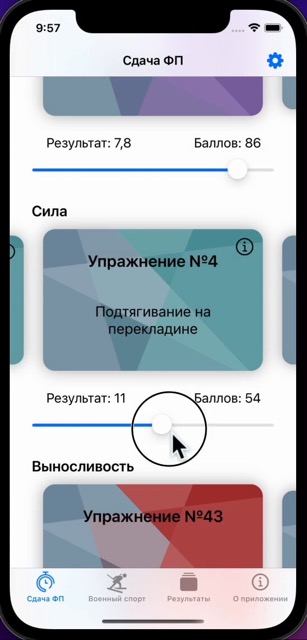 9:57
Сдача ФП
Результат: 7,8 Баллов: 86
Сила
Упражнение №4
Подтягивание на
перекладине
Результат: 11 Баллов: 54
Выносливость
Упражнение №43
Сдача ФП Военный спорт Результаты О приложении